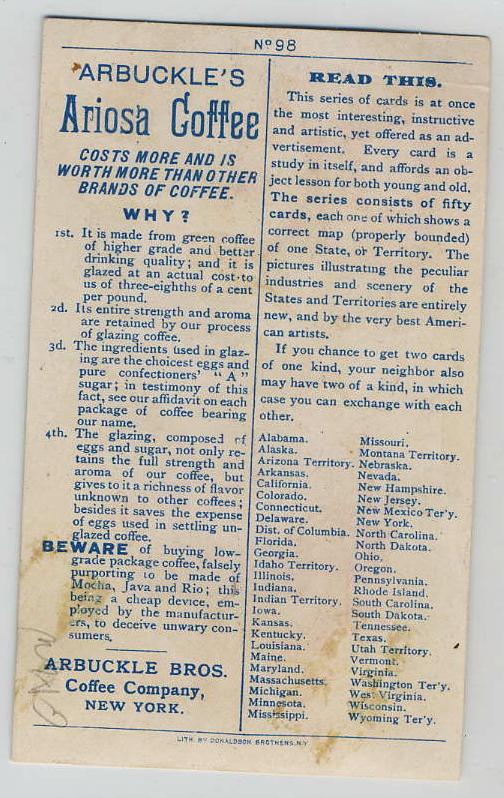 No 98
ARBUCKLE'S
Ariosa Coffee
COSTS MORE AND IS
WORTH MORE THAN OTHER
BRANDS OF COFFEE.
WHY?
1st. It is made from green coffee
of higher grade and better
drinking quality; and it is
glazed at an actual cost to
us of three-eighths of a cent
per pound.
2d. Its entire strength and aroma
are retained by our process
of glazing coffee.
3d. The ingredients used in glaz-
ing are the choicest eggs and
pure confectioners' "A"
sugar; in testimony of this
fact, see our affidavit on each
package of coffee bearing
our name.
4th. The glazing, composed of
eggs and sugar, not only re-
tains the full strength and
aroma of our coffee, but
gives to it a richness of flavor
unknown to other coffees;
besides it saves the expense
of eggs used in settling un-
glazed coffee.
BEWARE of buying low-
grade package coffee, falsely
purporting to be made of
Mocha, Java and Rio; this
being a cheap device, em-
ployed by the manufactur-
ers, to deceive unwary con-
sumers.
ARBUCKLE BROS.
Coffee Company,
NEW YORK.
READ THIS.
This series of cards is at once
the most interesting, instructive
and artistic, yet offered as an ad-
vertisement. Every card is a
study in itself, and affords an ob-
ject lesson for both young and old.
The series consists of fifty
cards, each one of which shows a
correct map (properly bounded)
of one State, or Territory. The
pictures illustrating the peculiar
industries and scenery of the
States and Territories are entirely
new, and by the very best Ameri-
can artists.
If you chance to get two cards
of one kind, your neighbor also
may have two of a kind, in which
case you can exchange with each
other.
Alabama.
Alaska.
Arizona Territory.
Arkansas.
California.
Colorado.
Connecticut.
Delaware.
Dist. of Columbia.
Florida.
Georgia.
Idaho Territory.
Illinois.
Indiana.
Indian Territory.
Iowa.
Kansas.
Kentucky.
Louisiana.
Maine.
Maryland.
Massachusetts.
Michigan.
Minnesota.
Mississippi.
Missouri.
Montana Territory.
Nebraska.
Nevada.
New Hampshire.
New Jersey.
New Mexico Ter'y.
New York.
North Carolina.
North Dakota.
Ohio.
Oregon.
Pennsylvania.
Rhode Island.
South Carolina.
South Dakota.
Tennessee.
Texas.
Utah Territory.
Vermont.
Virginia.
Washington Ter'y.
West Virginia.
Wisconsin.
Wyoming Ter'y.
LITH. BY DONALDSON BROTHERS, N.Y.